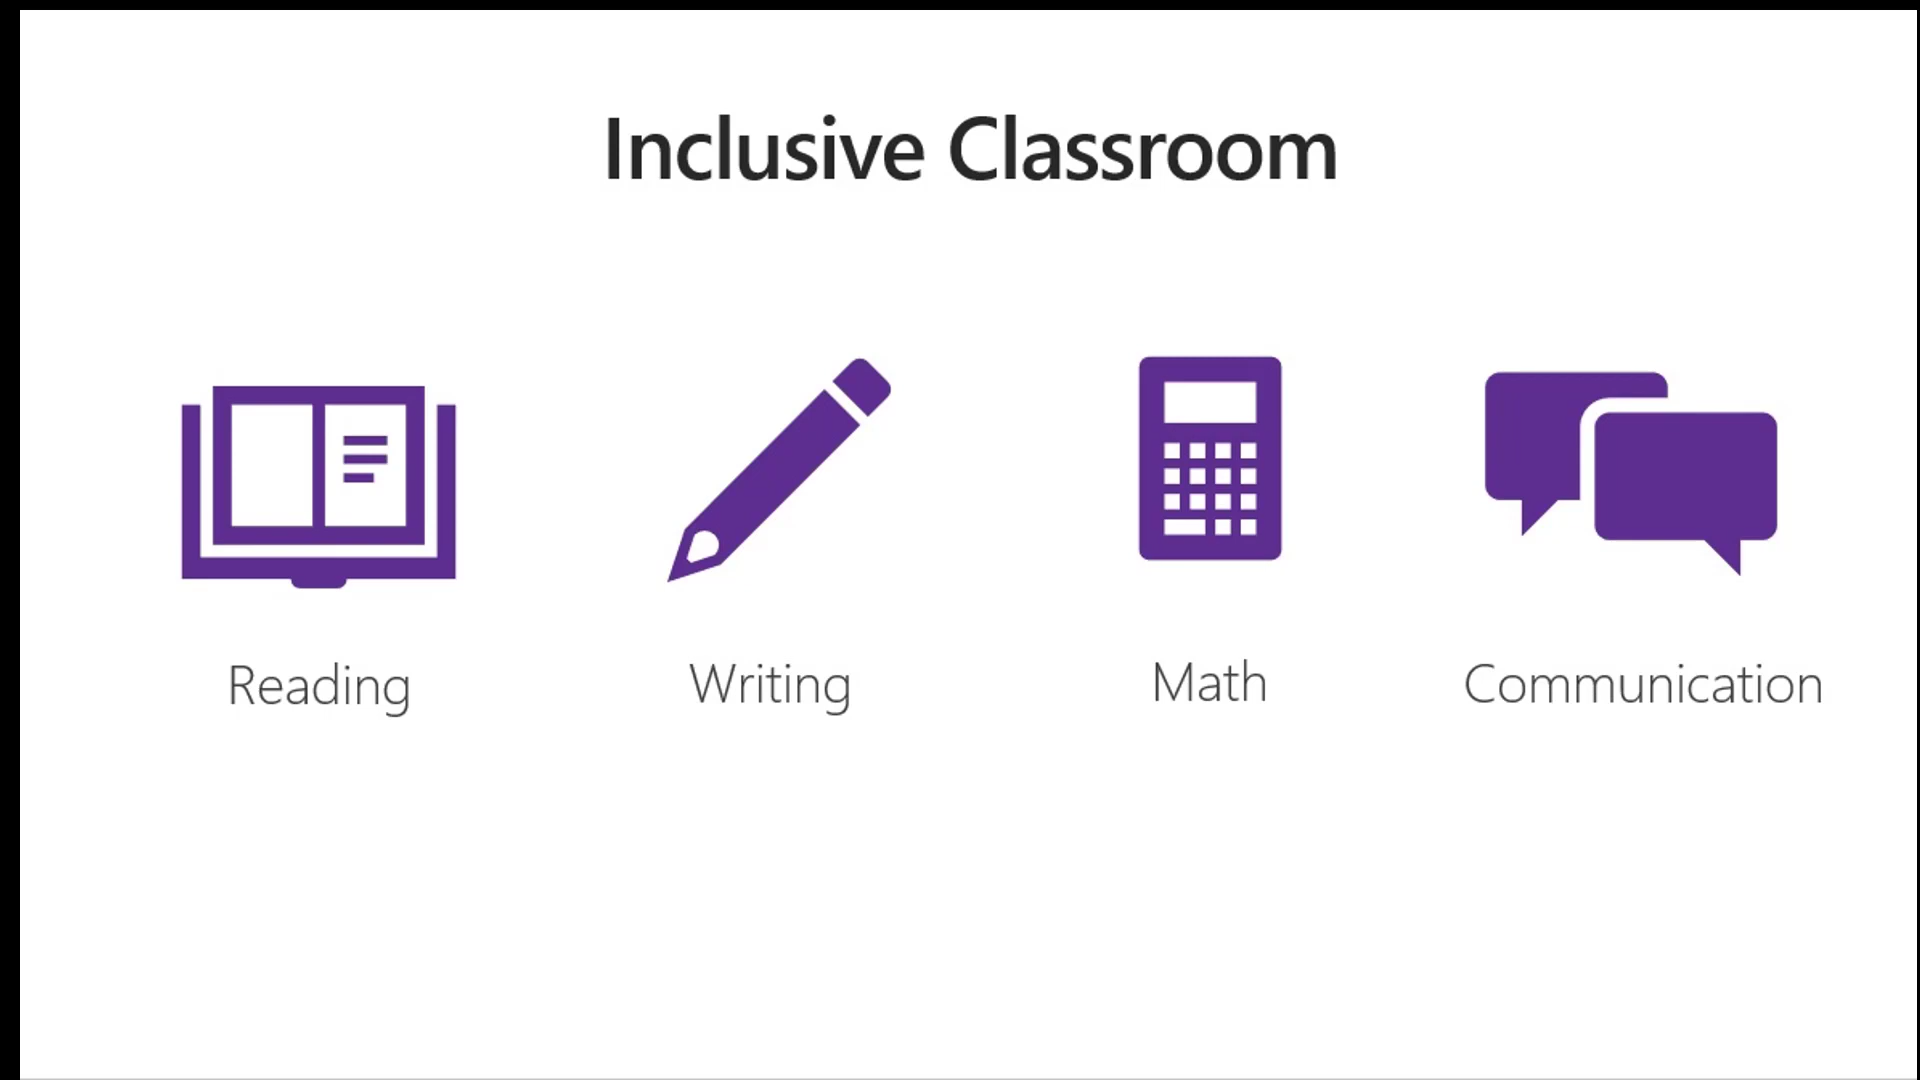 Inclusive Classroom
Reading
Writing
Math
Communication